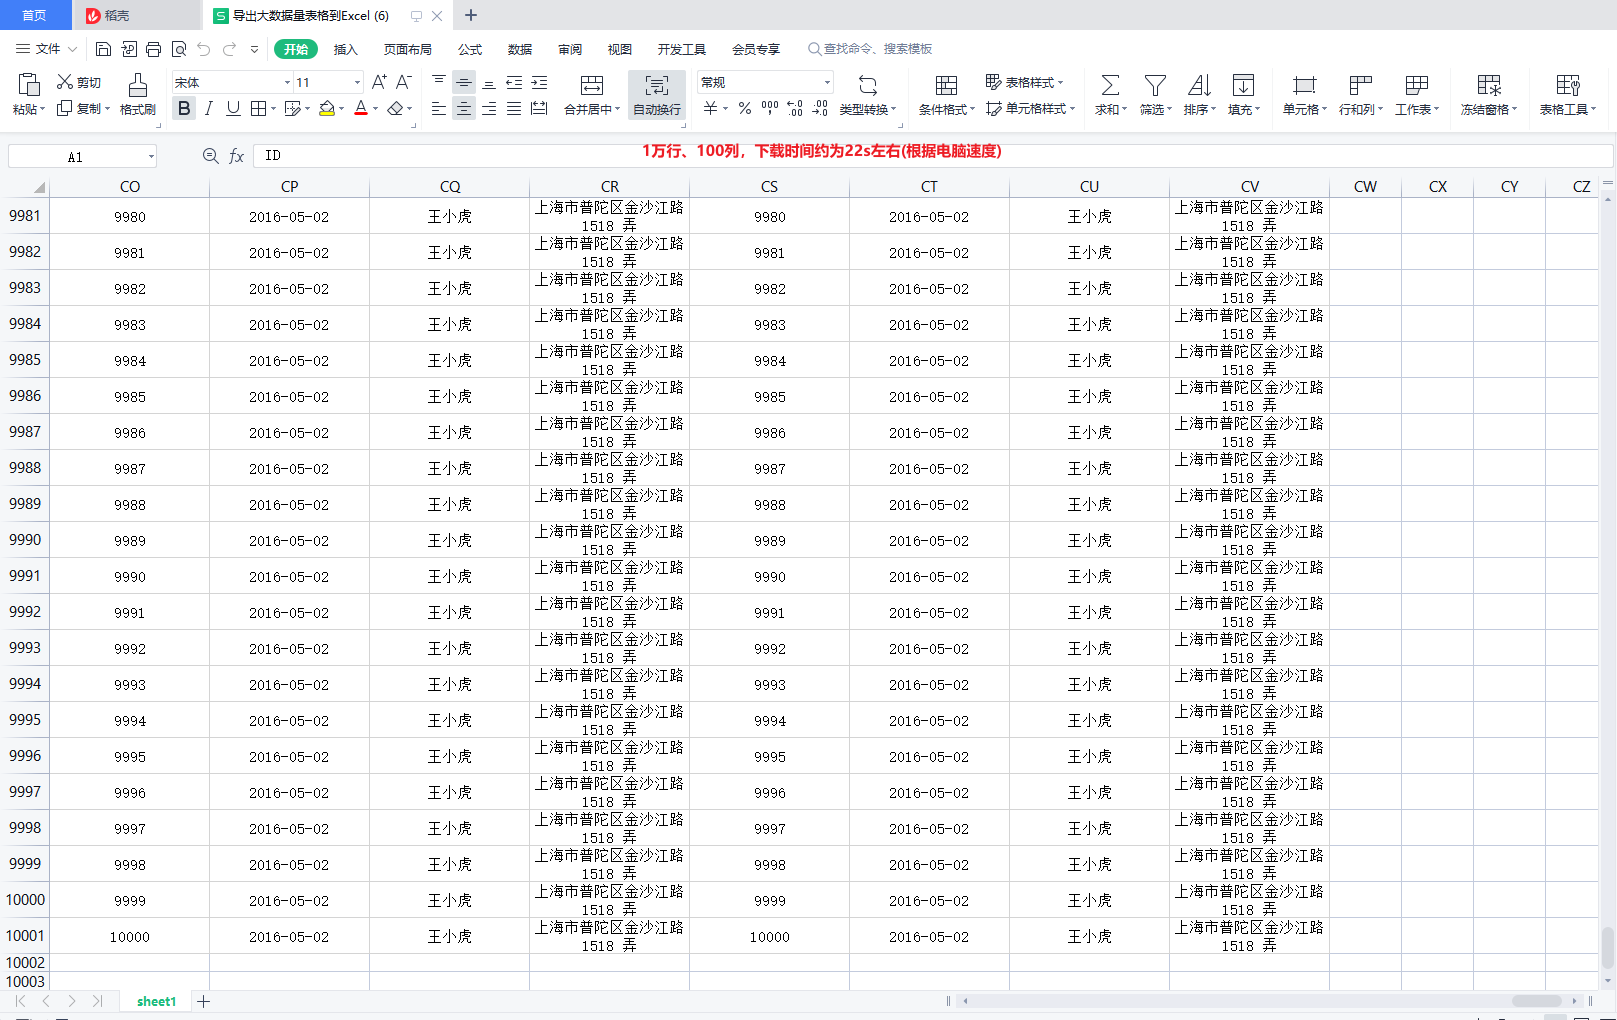 首页 稻壳 导出大数据量表格到Excel (6)
文件 开始 插入 页面布局 公式 数据 审阅 视图 开发工具 会员专享 查找命令、搜索模板
剪切 宋体 11 常规 表格样式
粘贴 复制 格式刷 B I U A 合并居中 自动换行 ￥ % 类型转换 条件格式 单元格样式 求和 筛选 排序 填充 单元格 行和列 工作表 冻结窗格 表格工具
A1 fx ID 1万行、100列，下载时间约为22s左右(根据电脑速度)
CO CP CQ CR CS CT CU CV CW CX CY CZ
9981 9980 2016-05-02 王小虎 上海市普陀区金沙江路 9980 2016-05-02 王小虎 上海市普陀区金沙江路
1518 弄 1518 弄
9982 9981 2016-05-02 王小虎 上海市普陀区金沙江路 9981 2016-05-02 王小虎 上海市普陀区金沙江路
1518 弄 1518 弄
9983 9982 2016-05-02 王小虎 上海市普陀区金沙江路 9982 2016-05-02 王小虎 上海市普陀区金沙江路
1518 弄 1518 弄
9984 9983 2016-05-02 王小虎 上海市普陀区金沙江路 9983 2016-05-02 王小虎 上海市普陀区金沙江路
1518 弄 1518 弄
9985 9984 2016-05-02 王小虎 上海市普陀区金沙江路 9984 2016-05-02 王小虎 上海市普陀区金沙江路
1518 弄 1518 弄
9986 9985 2016-05-02 王小虎 上海市普陀区金沙江路 9985 2016-05-02 王小虎 上海市普陀区金沙江路
1518 弄 1518 弄
9987 9986 2016-05-02 王小虎 上海市普陀区金沙江路 9986 2016-05-02 王小虎 上海市普陀区金沙江路
1518 弄 1518 弄
9988 9987 2016-05-02 王小虎 上海市普陀区金沙江路 9987 2016-05-02 王小虎 上海市普陀区金沙江路
1518 弄 1518 弄
9989 9988 2016-05-02 王小虎 上海市普陀区金沙江路 9988 2016-05-02 王小虎 上海市普陀区金沙江路
1518 弄 1518 弄
9990 9989 2016-05-02 王小虎 上海市普陀区金沙江路 9989 2016-05-02 王小虎 上海市普陀区金沙江路
1518 弄 1518 弄
9991 9990 2016-05-02 王小虎 上海市普陀区金沙江路 9990 2016-05-02 王小虎 上海市普陀区金沙江路
1518 弄 1518 弄
9992 9991 2016-05-02 王小虎 上海市普陀区金沙江路 9991 2016-05-02 王小虎 上海市普陀区金沙江路
1518 弄 1518 弄
9993 9992 2016-05-02 王小虎 上海市普陀区金沙江路 9992 2016-05-02 王小虎 上海市普陀区金沙江路
1518 弄 1518 弄
9994 9993 2016-05-02 王小虎 上海市普陀区金沙江路 9993 2016-05-02 王小虎 上海市普陀区金沙江路
1518 弄 1518 弄
9995 9994 2016-05-02 王小虎 上海市普陀区金沙江路 9994 2016-05-02 王小虎 上海市普陀区金沙江路
1518 弄 1518 弄
9996 9995 2016-05-02 王小虎 上海市普陀区金沙江路 9995 2016-05-02 王小虎 上海市普陀区金沙江路
1518 弄 1518 弄
9997 9996 2016-05-02 王小虎 上海市普陀区金沙江路 9996 2016-05-02 王小虎 上海市普陀区金沙江路
1518 弄 1518 弄
9998 9997 2016-05-02 王小虎 上海市普陀区金沙江路 9997 2016-05-02 王小虎 上海市普陀区金沙江路
1518 弄 1518 弄
9999 9998 2016-05-02 王小虎 上海市普陀区金沙江路 9998 2016-05-02 王小虎 上海市普陀区金沙江路
1518 弄 1518 弄
10000 9999 2016-05-02 王小虎 上海市普陀区金沙江路 9999 2016-05-02 王小虎 上海市普陀区金沙江路
1518 弄 1518 弄
10001 10000 2016-05-02 王小虎 上海市普陀区金沙江路 10000 2016-05-02 王小虎 上海市普陀区金沙江路
1518 弄 1518 弄
10002
10003
sheet1